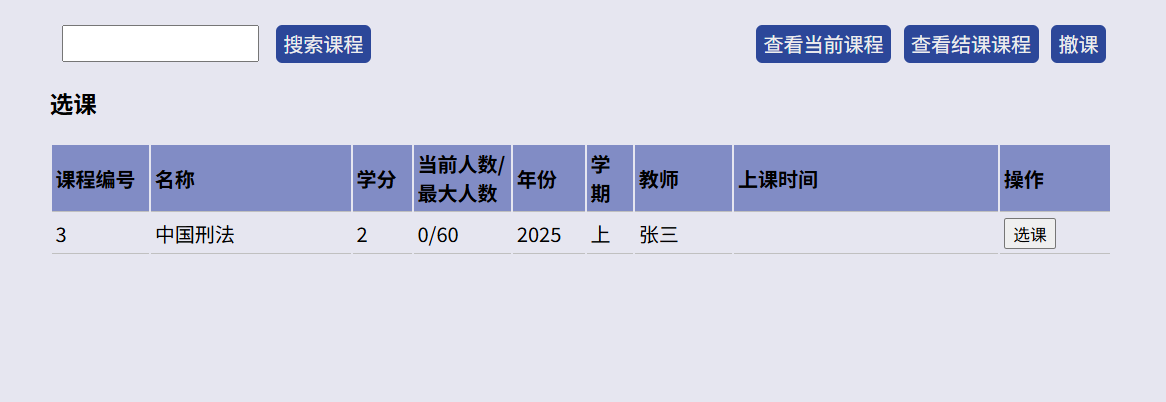 搜索课程 查看当前课程 查看结课课程 撤课
选课
课程编号 名称 学分 当前人数/最大人数 年份 学期 教师 上课时间 操作
3 中国刑法 2 0/60 2025 上 张三 选课